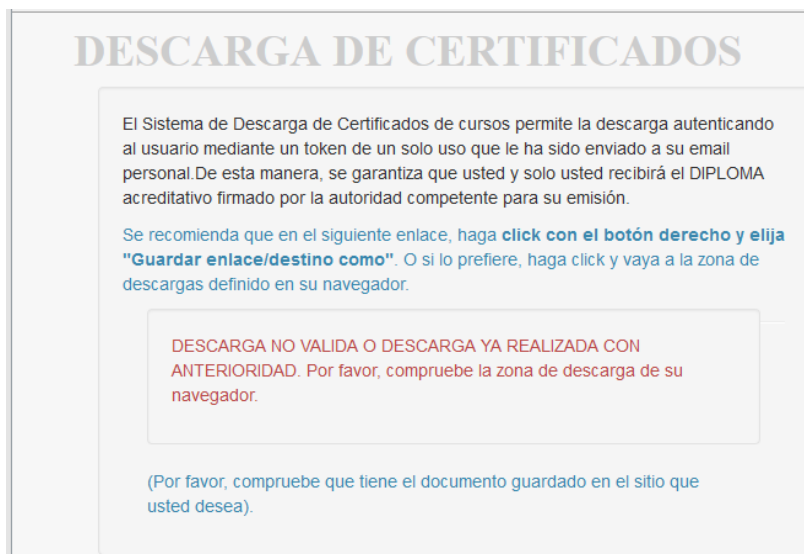 DESCARGA DE CERTIFICADOS
El Sistema de Descarga de Certificados de cursos permite la descarga autenticando
al usuario mediante un token de un solo uso que le ha sido enviado a su email
personal.De esta manera, se garantiza que usted y solo usted recibirá el DIPLOMA
acreditativo firmado por la autoridad competente para su emisión.
Se recomienda que en el siguiente enlace, haga click con el botón derecho y elija
"Guardar enlace/destino como". O si lo prefiere, haga click y vaya a la zona de
descargas definido en su navegador.
DESCARGA NO VALIDA O DESCARGA YA REALIZADA CON
ANTERIORIDAD. Por favor, compruebe la zona de descarga de su
navegador.
(Por favor, compruebe que tiene el documento guardado en el sitio que
usted desea).